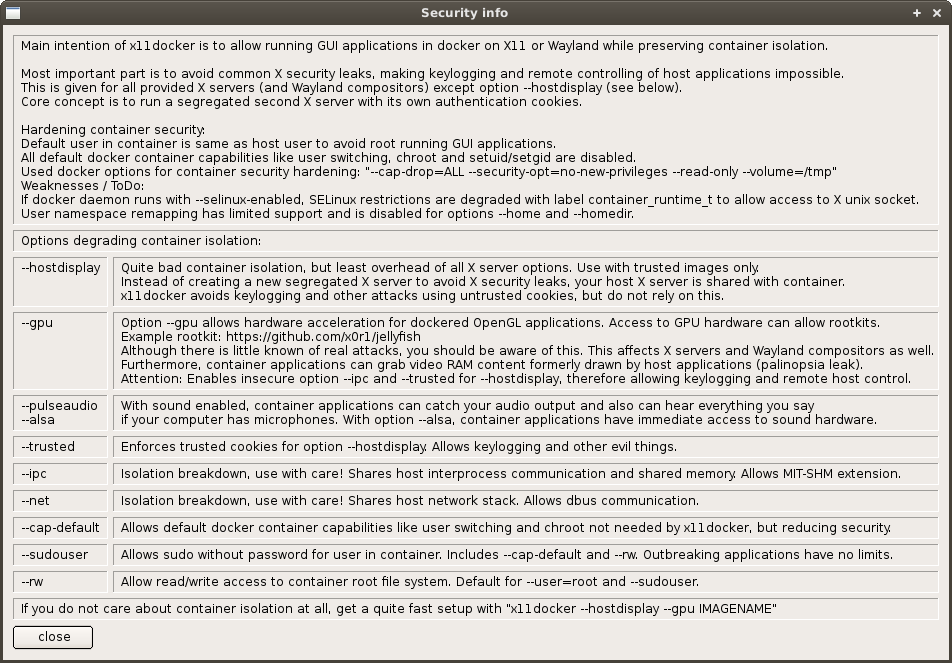 Security info
Main intention of x11docker is to allow running GUI applications in docker on X11 or Wayland while preserving container isolation.
Most important part is to avoid common X security leaks, making keylogging and remote controlling of host applications impossible.
This is given for all provided X servers (and Wayland compositors) except option --hostdisplay (see below).
Core concept is to run a segregated second X server with its own authentication cookies.
Hardening container security:
Default user in container is same as host user to avoid root running GUI applications.
All default docker container capabilities like user switching, chroot and setuid/setgid are disabled.
Used docker options for container security hardening: "--cap-drop=ALL --security-opt=no-new-privileges --read-only --volume=/tmp"
Weaknesses / ToDo:
If docker daemon runs with --selinux-enabled, SELinux restrictions are degraded with label container_runtime_t to allow access to X unix socket.
User namespace remapping has limited support and is disabled for options --home and --homedir.
Options degrading container isolation:
--hostdisplay
Quite bad container isolation, but least overhead of all X server options. Use with trusted images only.
Instead of creating a new segregated X server to avoid X security leaks, your host X server is shared with container.
x11docker avoids keylogging and other attacks using untrusted cookies, but do not rely on this.
--gpu
Option --gpu allows hardware acceleration for dockered OpenGL applications. Access to GPU hardware can allow rootkits.
Example rootkit: https://github.com/x0r1/jellyfish
Although there is little known of real attacks, you should be aware of this. This affects X servers and Wayland compositors as well.
Furthermore, container applications can grab video RAM content formerly drawn by host applications (palinopsia leak).
Attention: Enables insecure option --ipc and --trusted for --hostdisplay, therefore allowing keylogging and remote host control.
--pulseaudio
--alsa
With sound enabled, container applications can catch your audio output and also can hear everything you say
if your computer has microphones. With option --alsa, container applications have immediate access to sound hardware.
--trusted
Enforces trusted cookies for option --hostdisplay. Allows keylogging and other evil things.
--ipc
Isolation breakdown, use with care! Shares host interprocess communication and shared memory. Allows MIT-SHM extension.
--net
Isolation breakdown, use with care! Shares host network stack. Allows dbus communication.
--cap-default
Allows default docker container capabilities like user switching and chroot not needed by x11docker, but reducing security.
--sudouser
Allows sudo without password for user in container. Includes --cap-default and --rw. Outbreaking applications have no limits.
--rw
Allow read/write access to container root file system. Default for --user=root and --sudouser.
If you do not care about container isolation at all, get a quite fast setup with "x11docker --hostdisplay --gpu IMAGENAME"
close